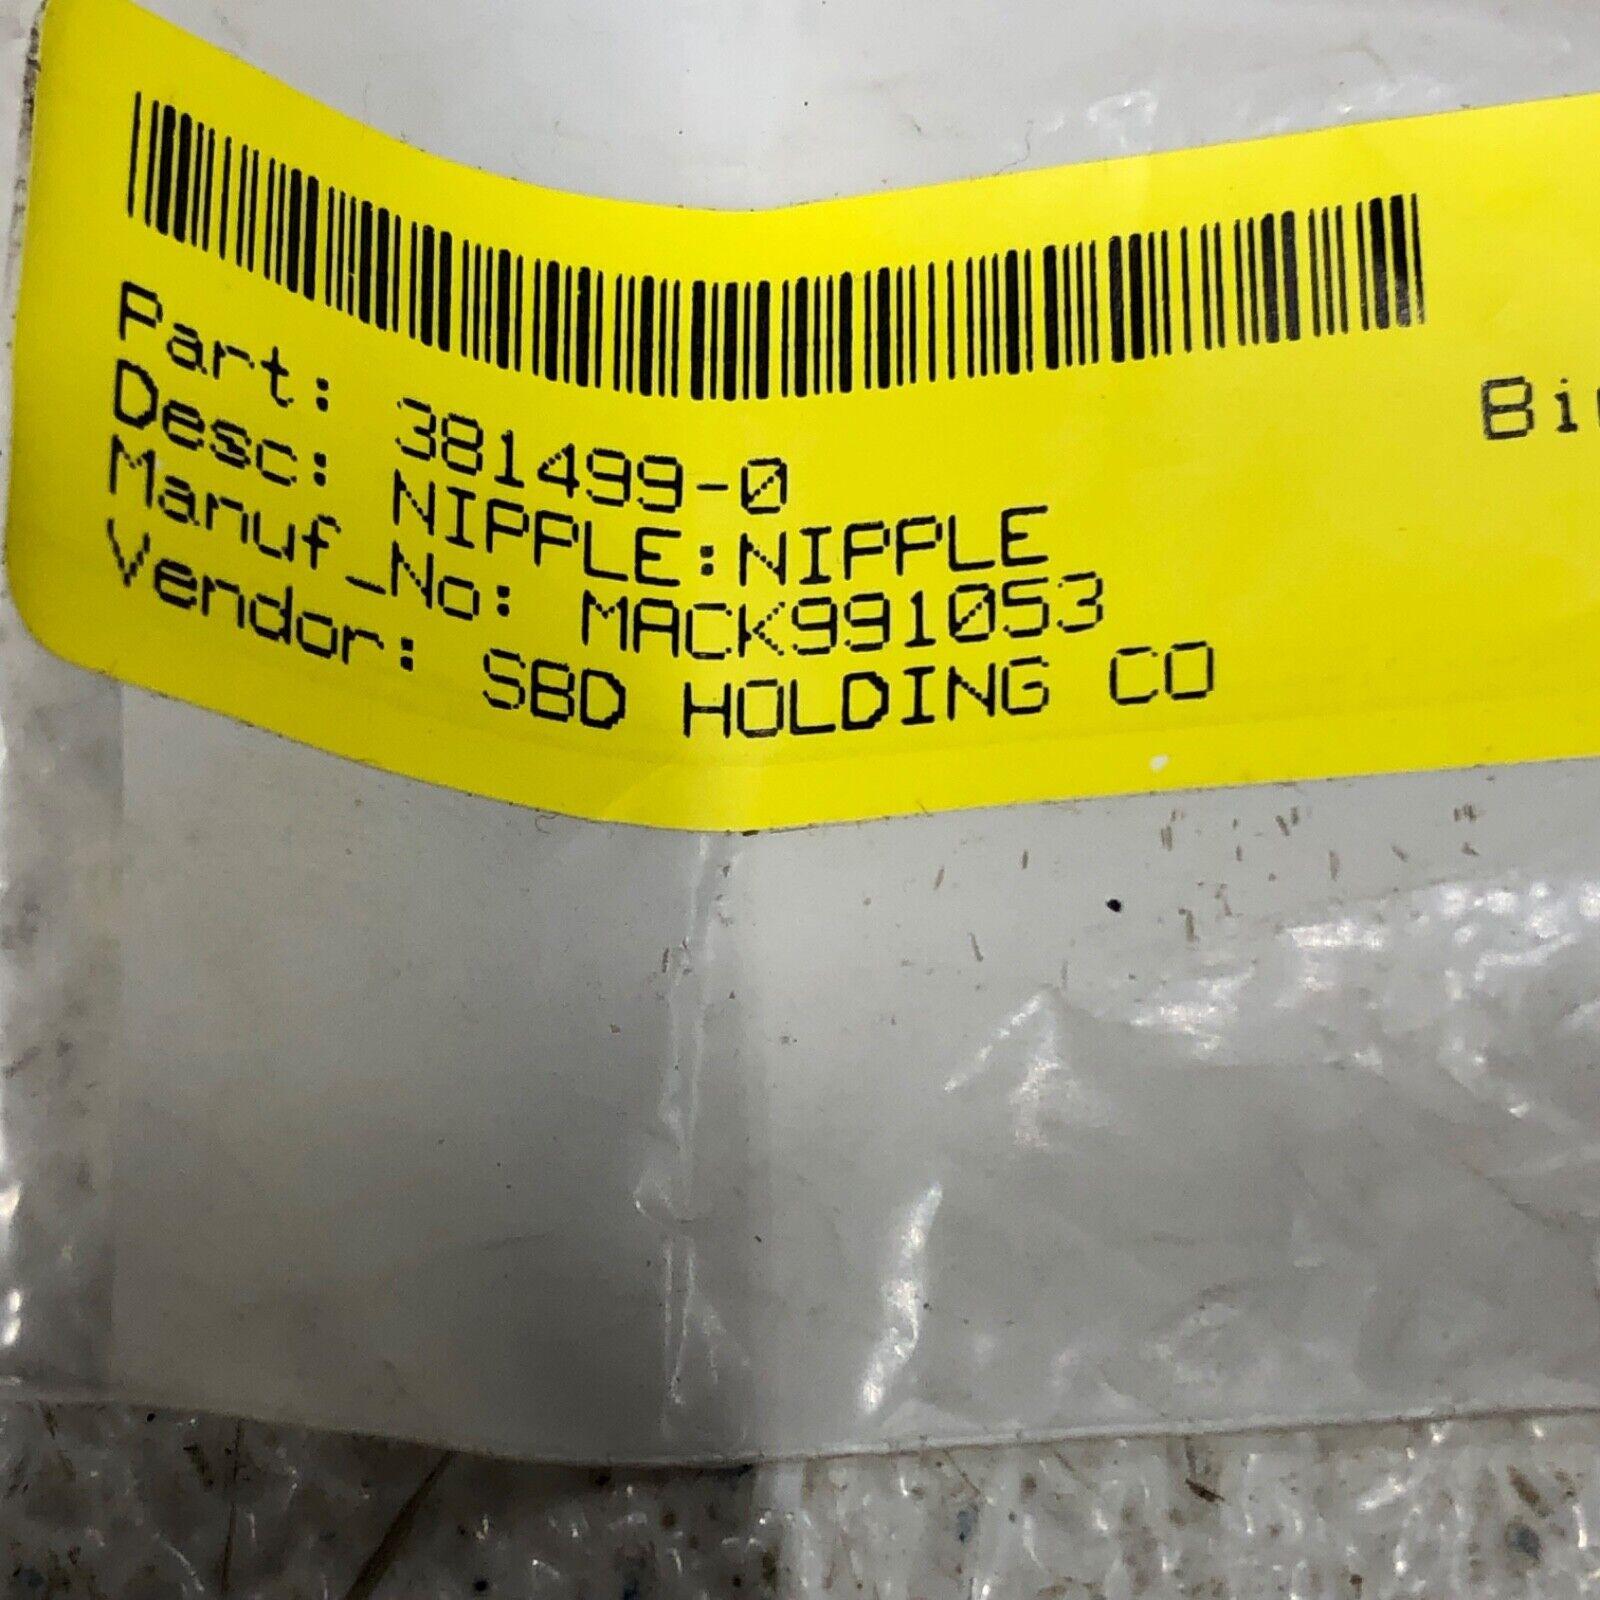 Part: 381499-0
Desc: NIPPLE:NIPPLE
Manuf_No: MACK991053
Vendor: SBD HOLDING CO